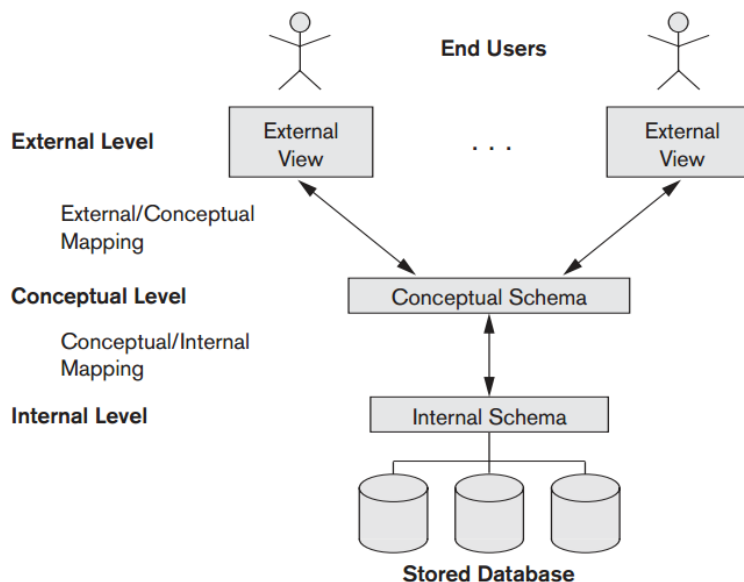 End Users
External Level
External
View
. . .
External
View
External/Conceptual
Mapping
Conceptual Level
Conceptual Schema
Conceptual/Internal
Mapping
Internal Level
Internal Schema
Stored Database